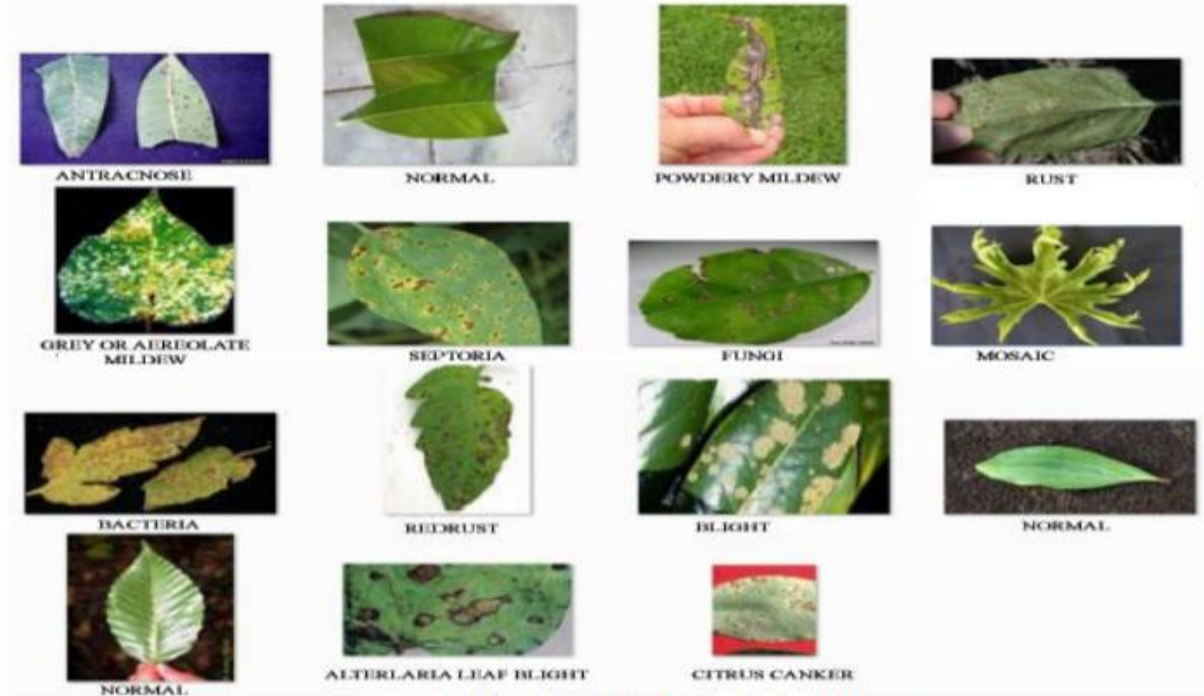 ANTRACNOSE
NORMAL
POWDERY MILDEW
RUST
GREY OR AEREOLATE
MILDEW
SEPTORIA
FUNGI
MOSAIC
BACTERIA
REDRUST
BLIGHT
NORMAL
NORMAL
ALTERLARIA LEAF BLIGHT
CITRUS CANKER